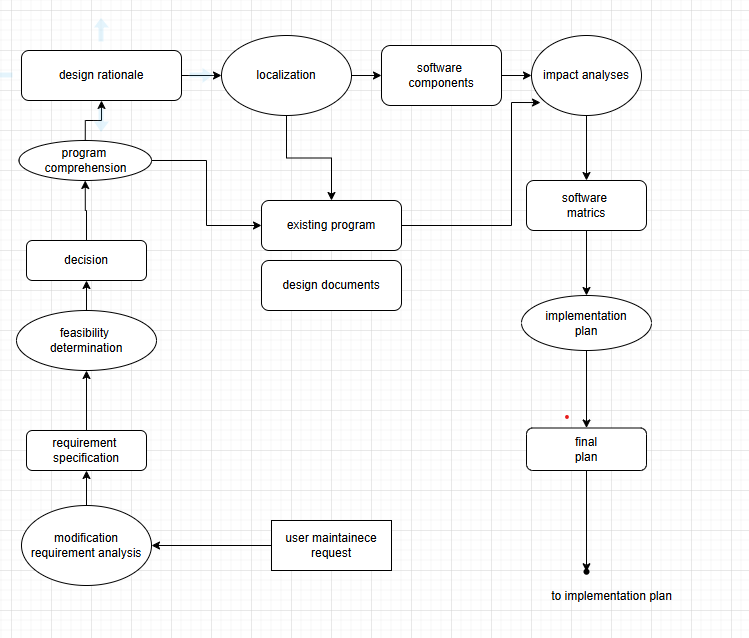 design rationale
localization
software
components
impact analyses
program
comprehension
existing program
software
matrics
decision
design documents
feasibility
determination
implementation
plan
requirement
specification
final
plan
modification
requirement analysis
user maintainece
request
to implementation plan